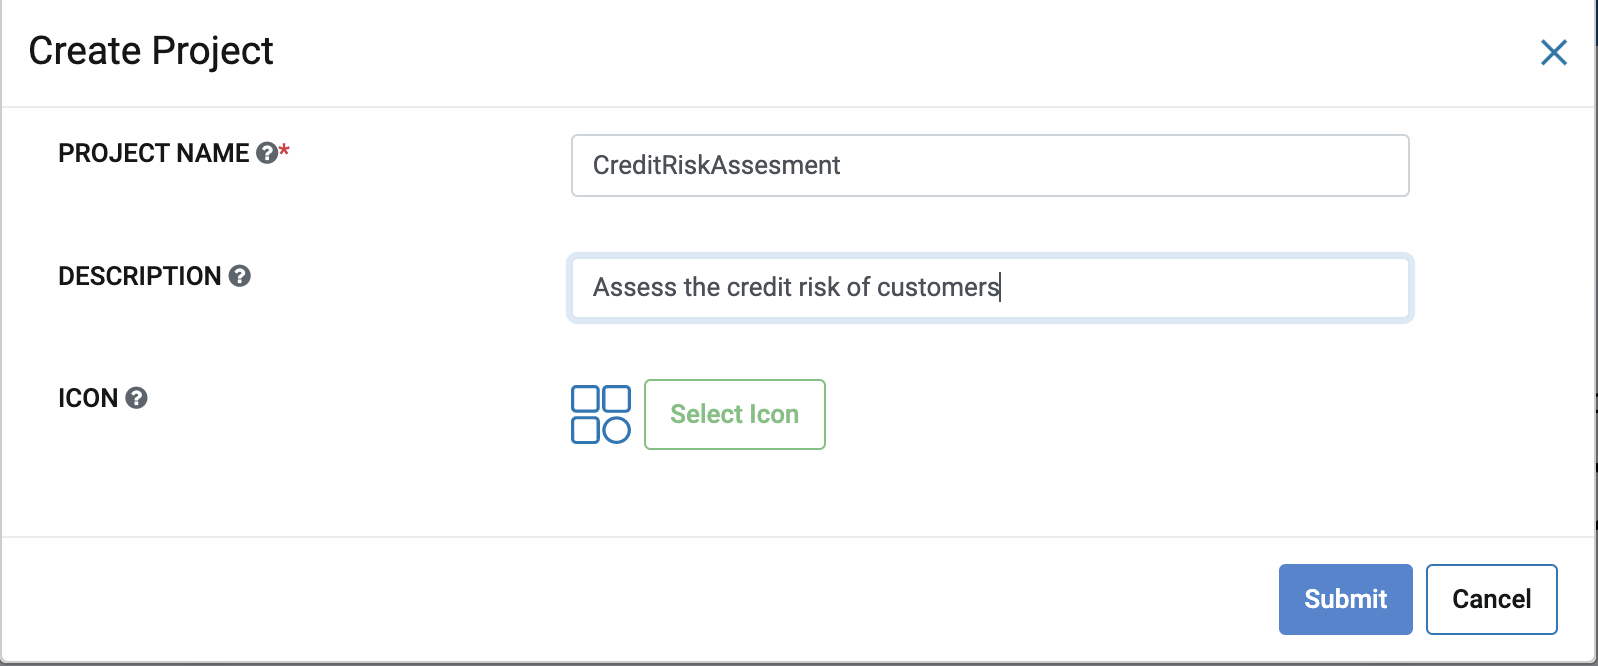 Create Project
PROJECT NAME ?*
CreditRiskAssesment
DESCRIPTION ?
Assess the credit risk of customers
ICON ?
Select Icon
Submit
Cancel